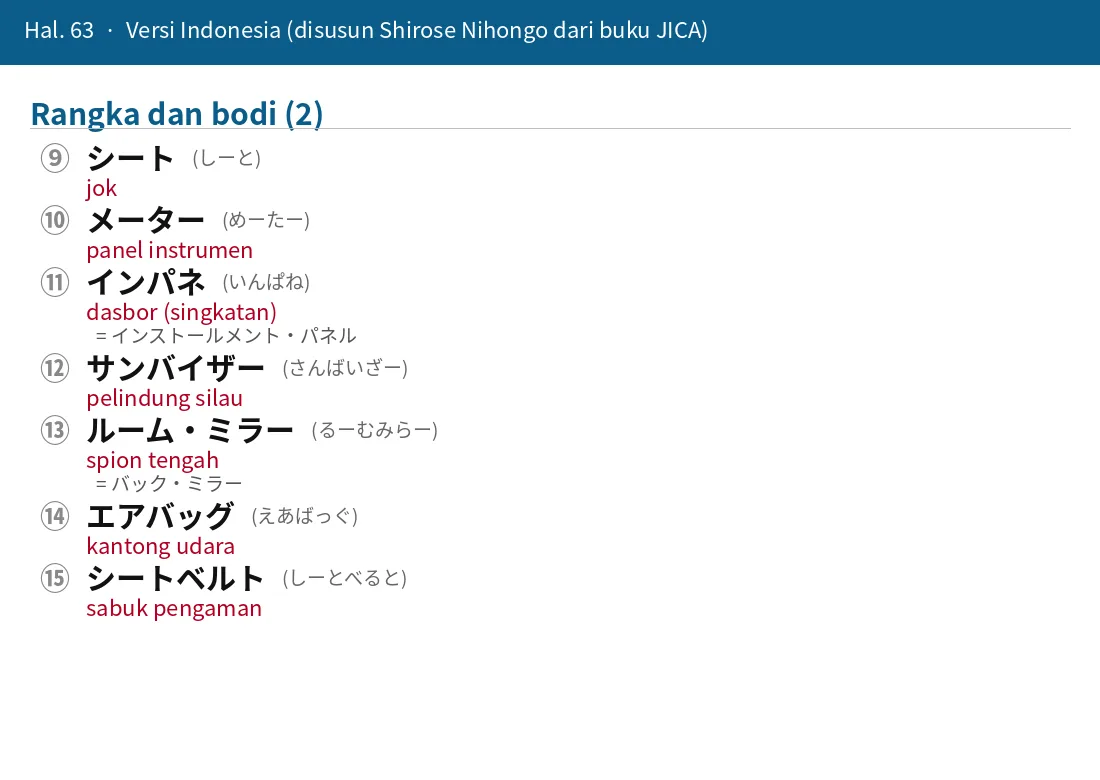 Hal. 63 · Versi Indonesia (disusun Shirose Nihongo dari buku JICA)
Rangka dan bodi (2)
⑨ シート (しーと)
jok
⑩ メーター (めーたー)
panel instrumen
⑪ インパネ (いんぱね)
dasbor (singkatan)
= インストールメント・パネル
⑫ サンバイザー (さんばいざー)
pelindung silau
⑬ ルーム・ミラー (るーむみらー)
spion tengah
= バック・ミラー
⑭ エアバッグ (えあばっぐ)
kantong udara
⑮ シートベルト (しーとべると)
sabuk pengaman